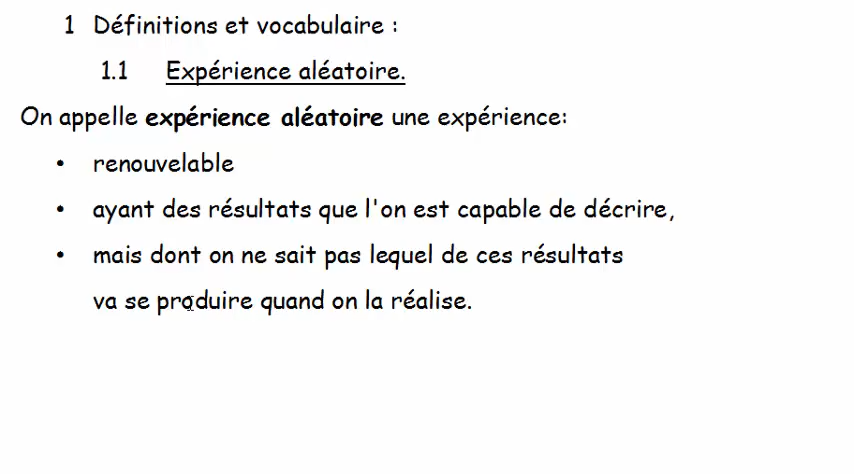 1 Définitions et vocabulaire :
1.1 Expérience aléatoire.
On appelle expérience aléatoire une expérience:
• renouvelable
• ayant des résultats que l'on est capable de décrire,
• mais dont on ne sait pas lequel de ces résultats
va se produire quand on la réalise.